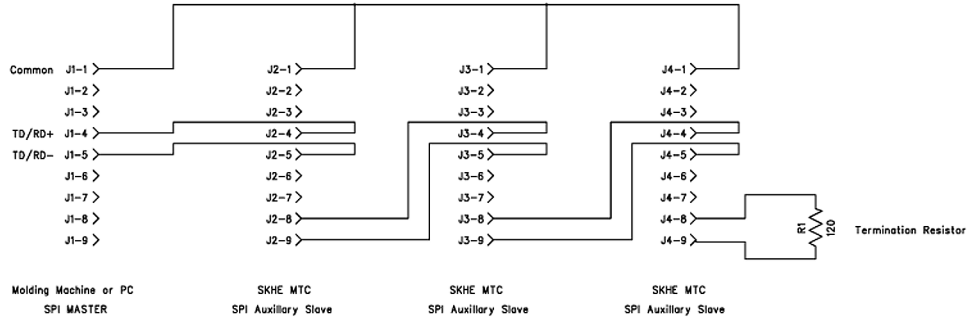 Common J1-1 J2-1 J3-1 J4-1
J1-2 J2-2 J3-2 J4-2
J1-3 J2-3 J3-3 J4-3
TD/RD+ J1-4 J2-4 J3-4 J4-4
TD/RD- J1-5 J2-5 J3-5 J4-5
J1-6 J2-6 J3-6 J4-6
J1-7 J2-7 J3-7 J4-7
J1-8 J2-8 J3-8 J4-8
R1 120 Termination Resistor
J1-9 J2-9 J3-9 J4-9
Molding Machine or PC SKHE MTC SKHE MTC SKHE MTC
SPI MASTER SPI Auxillary Slave SPI Auxillary Slave SPI Auxillary Slave